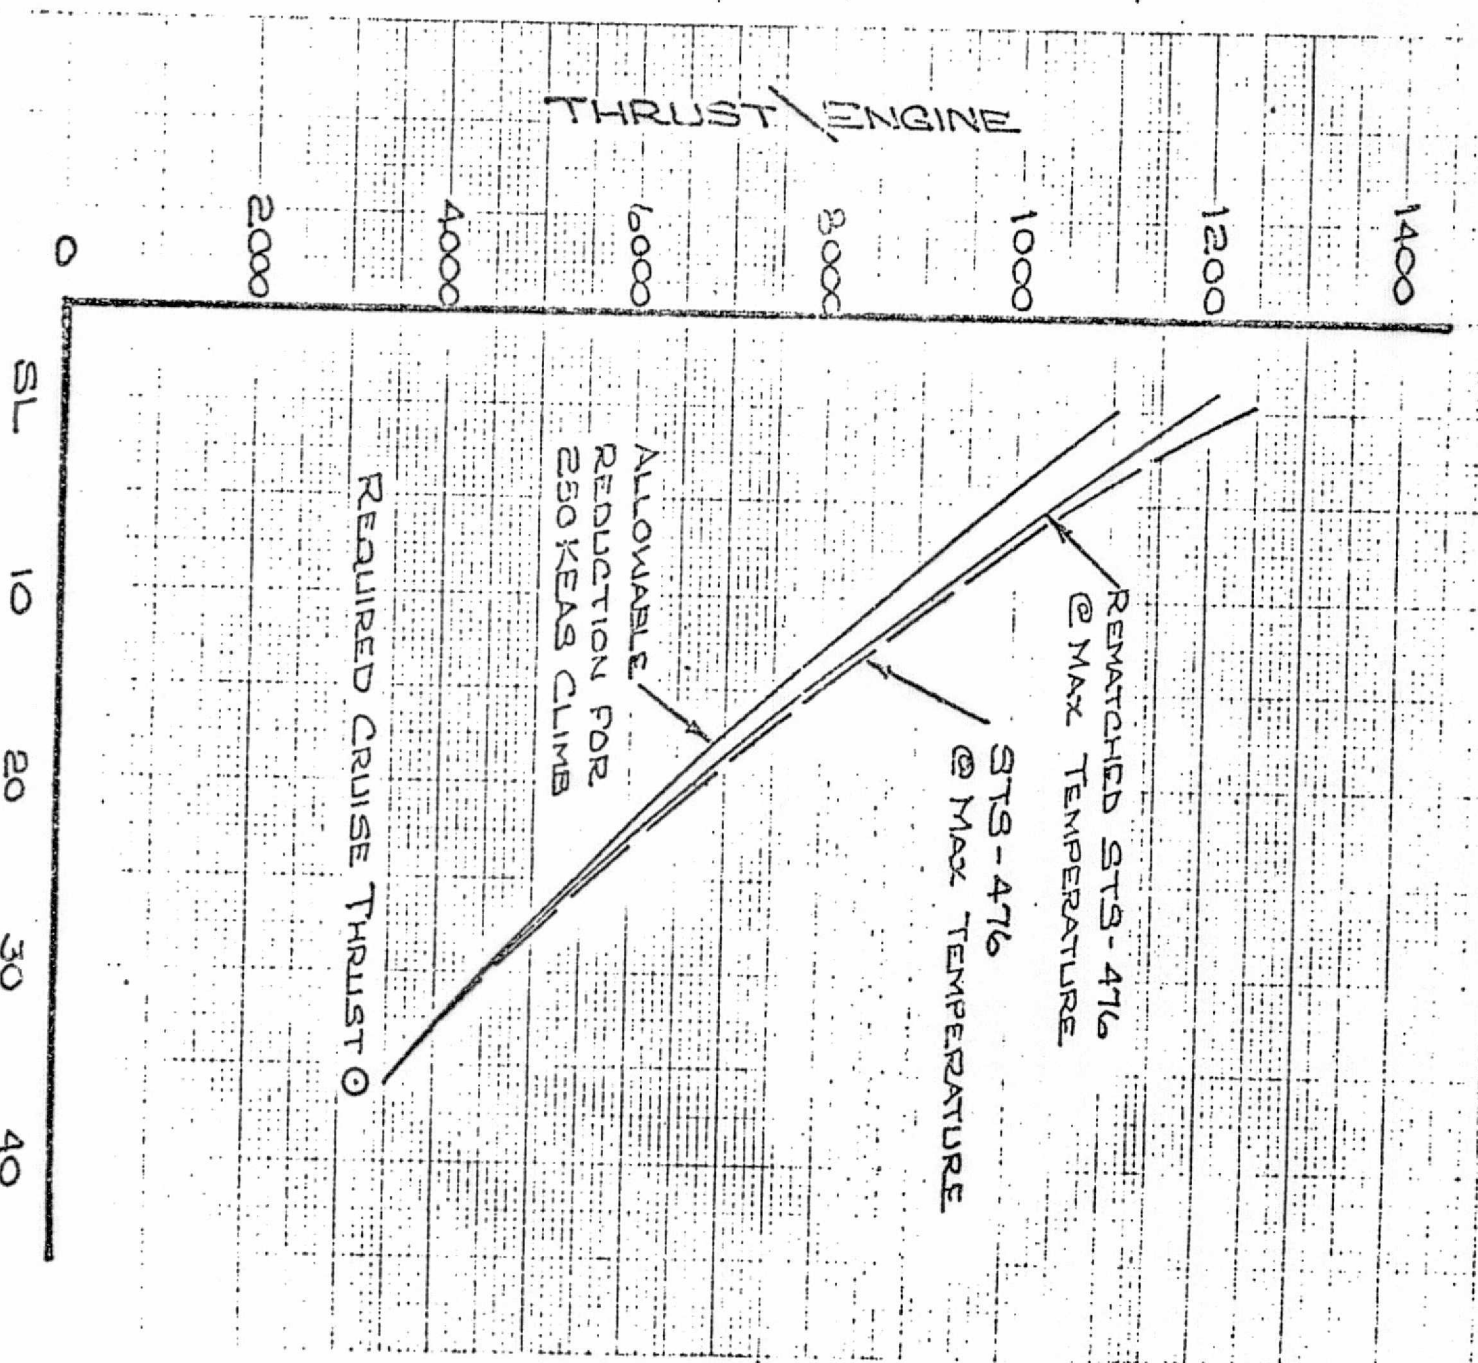 THRUST/ENGINE
1400
1200
1000
8000
6000
4000
2000
0
SL
10
20
30
40
REMATCHED STS-476
@ MAX TEMPERATURE
STS-476
@ MAX TEMPERATURE
ALLOWABLE
REDUCTION FOR
250 KEAS CLIMB
REQUIRED CRUISE THRUST